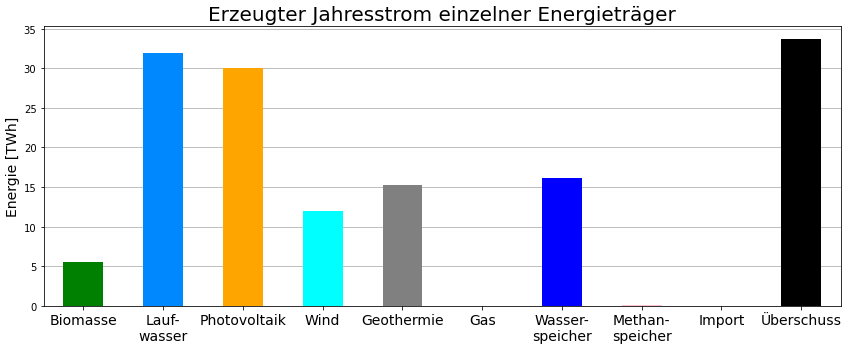 Erzeugter Jahresstrom einzelner Energieträger
Energie [TWh]
35
30
25
20
15
10
5
0
Biomasse
Lauf-
wasser
Photovoltaik
Wind
Geothermie
Gas
Wasser-
speicher
Methan-
speicher
Import
Überschuss